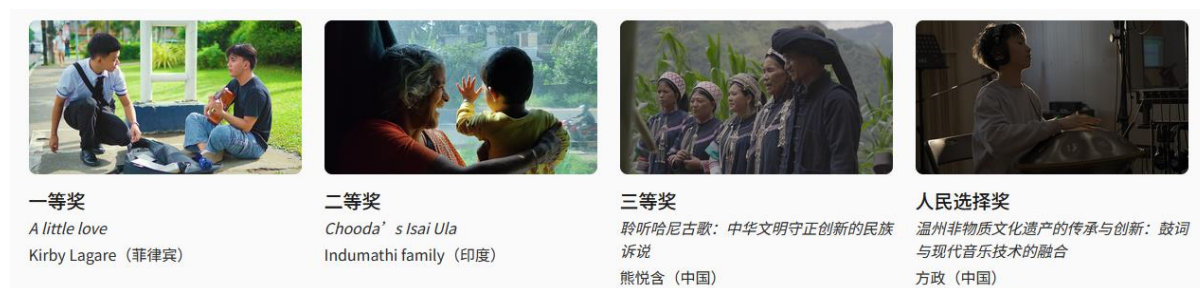 一等奖
A little love
Kirby Lagare（菲律宾）
二等奖
Chooda’s Isai Ula
Indumathi family（印度）
三等奖
聆听哈尼古歌：中华文明守正创新的民族
诉说
熊悦含（中国）
人民选择奖
温州非物质文化遗产的传承与创新：鼓词
与现代音乐技术的融合
方政（中国）